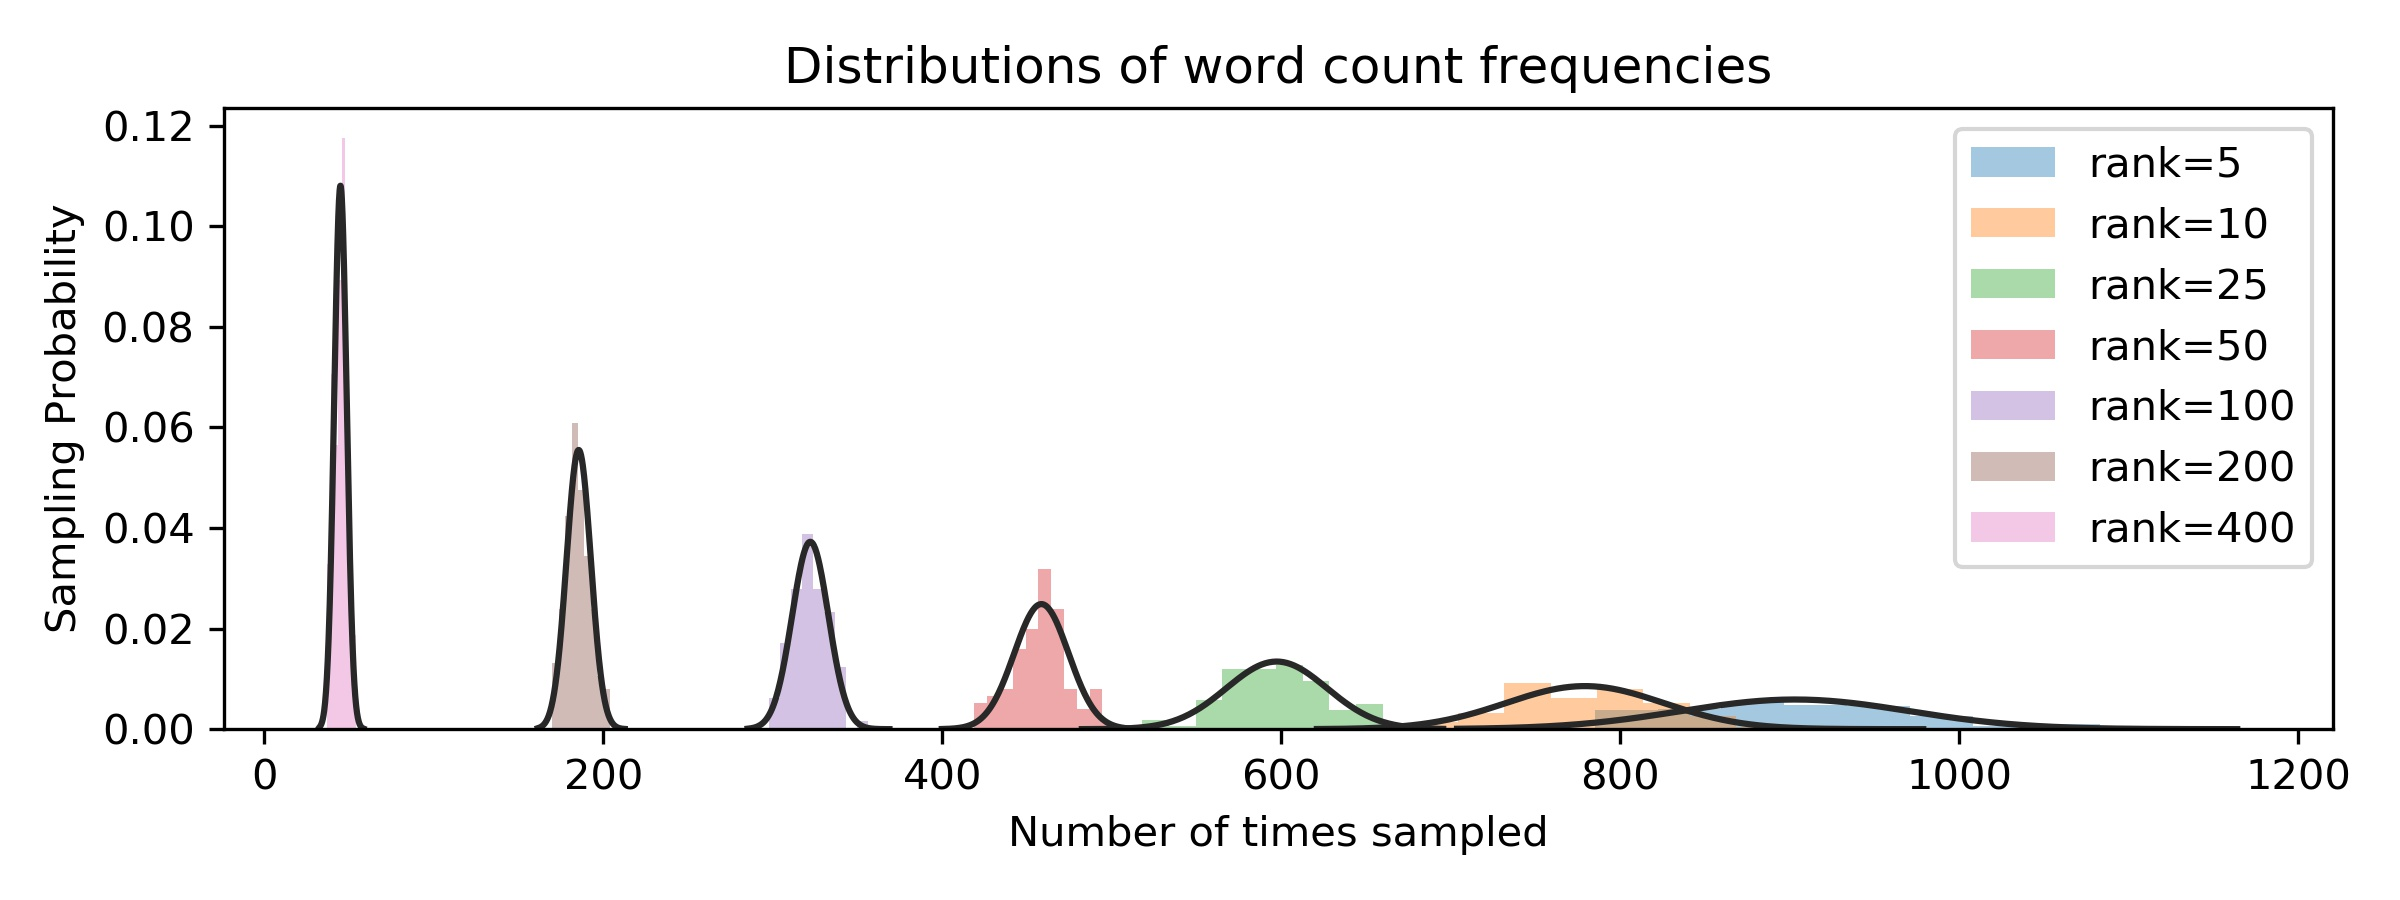 Distributions of word count frequencies
Sampling Probability
0.12
0.10
0.08
0.06
0.04
0.02
0.00
0
200
400
600
800
1000
1200
Number of times sampled
rank=5
rank=10
rank=25
rank=50
rank=100
rank=200
rank=400